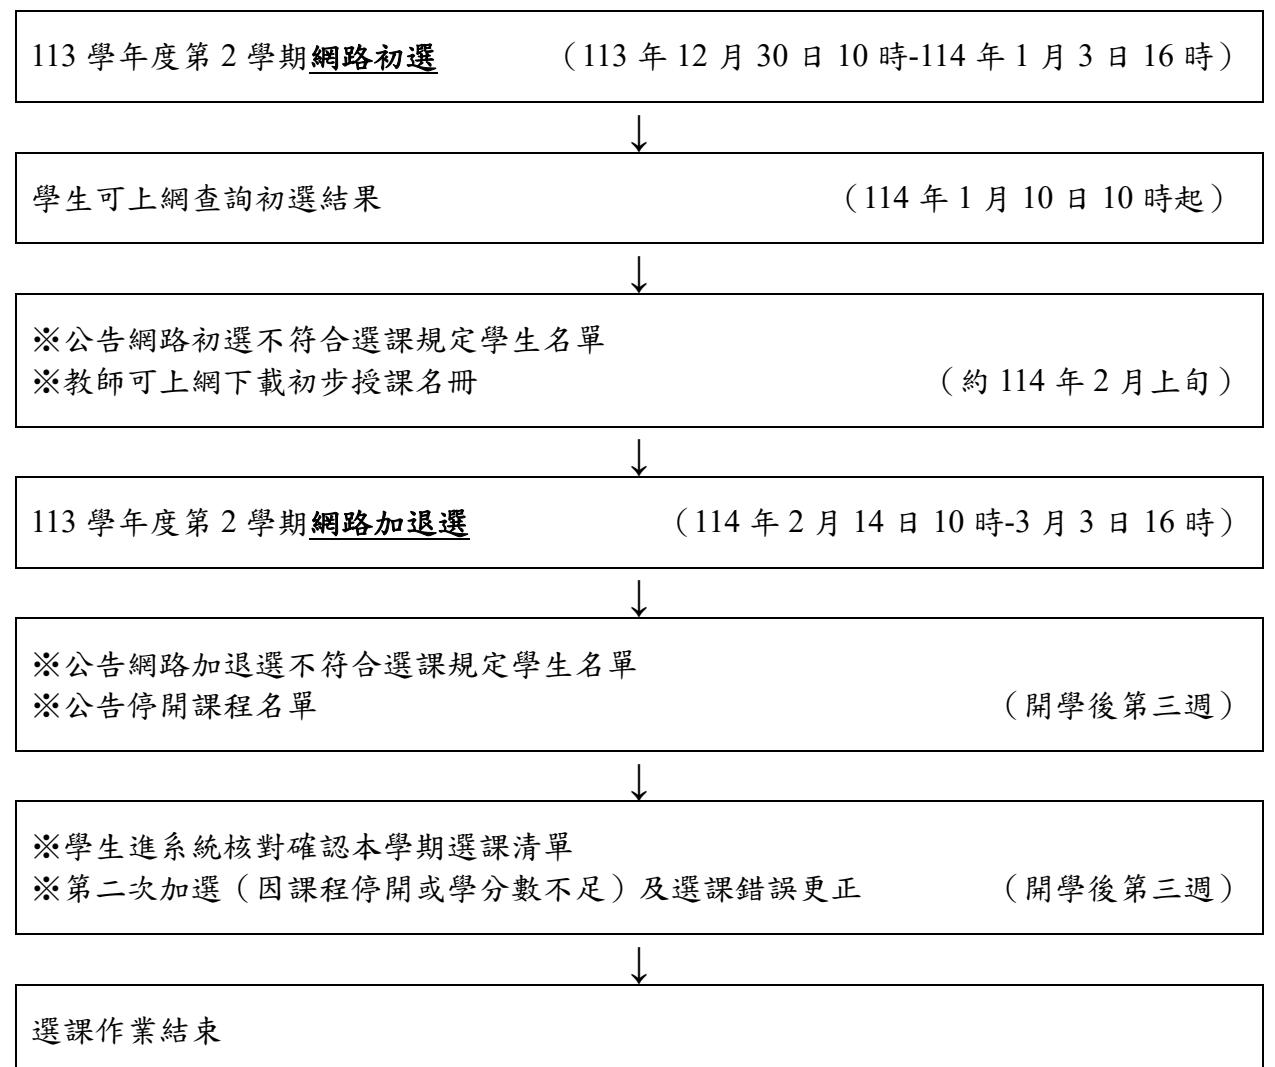 113 學年度第 2 學期網路初選 （113 年 12 月 30 日 10 時-114 年 1 月 3 日 16 時）
↓
學生可上網查詢初選結果 （114 年 1 月 10 日 10 時起）
↓
※公告網路初選不符合選課規定學生名單
※教師可上網下載初步授課名冊 （約 114 年 2 月上旬）
↓
113 學年度第 2 學期網路加退選 （114 年 2 月 14 日 10 時-3 月 3 日 16 時）
↓
※公告網路加退選不符合選課規定學生名單
※公告停開課程名單 （開學後第三週）
↓
※學生進系統核對確認本學期選課清單
※第二次加選（因課程停開或學分數不足）及選課錯誤更正 （開學後第三週）
↓
選課作業結束